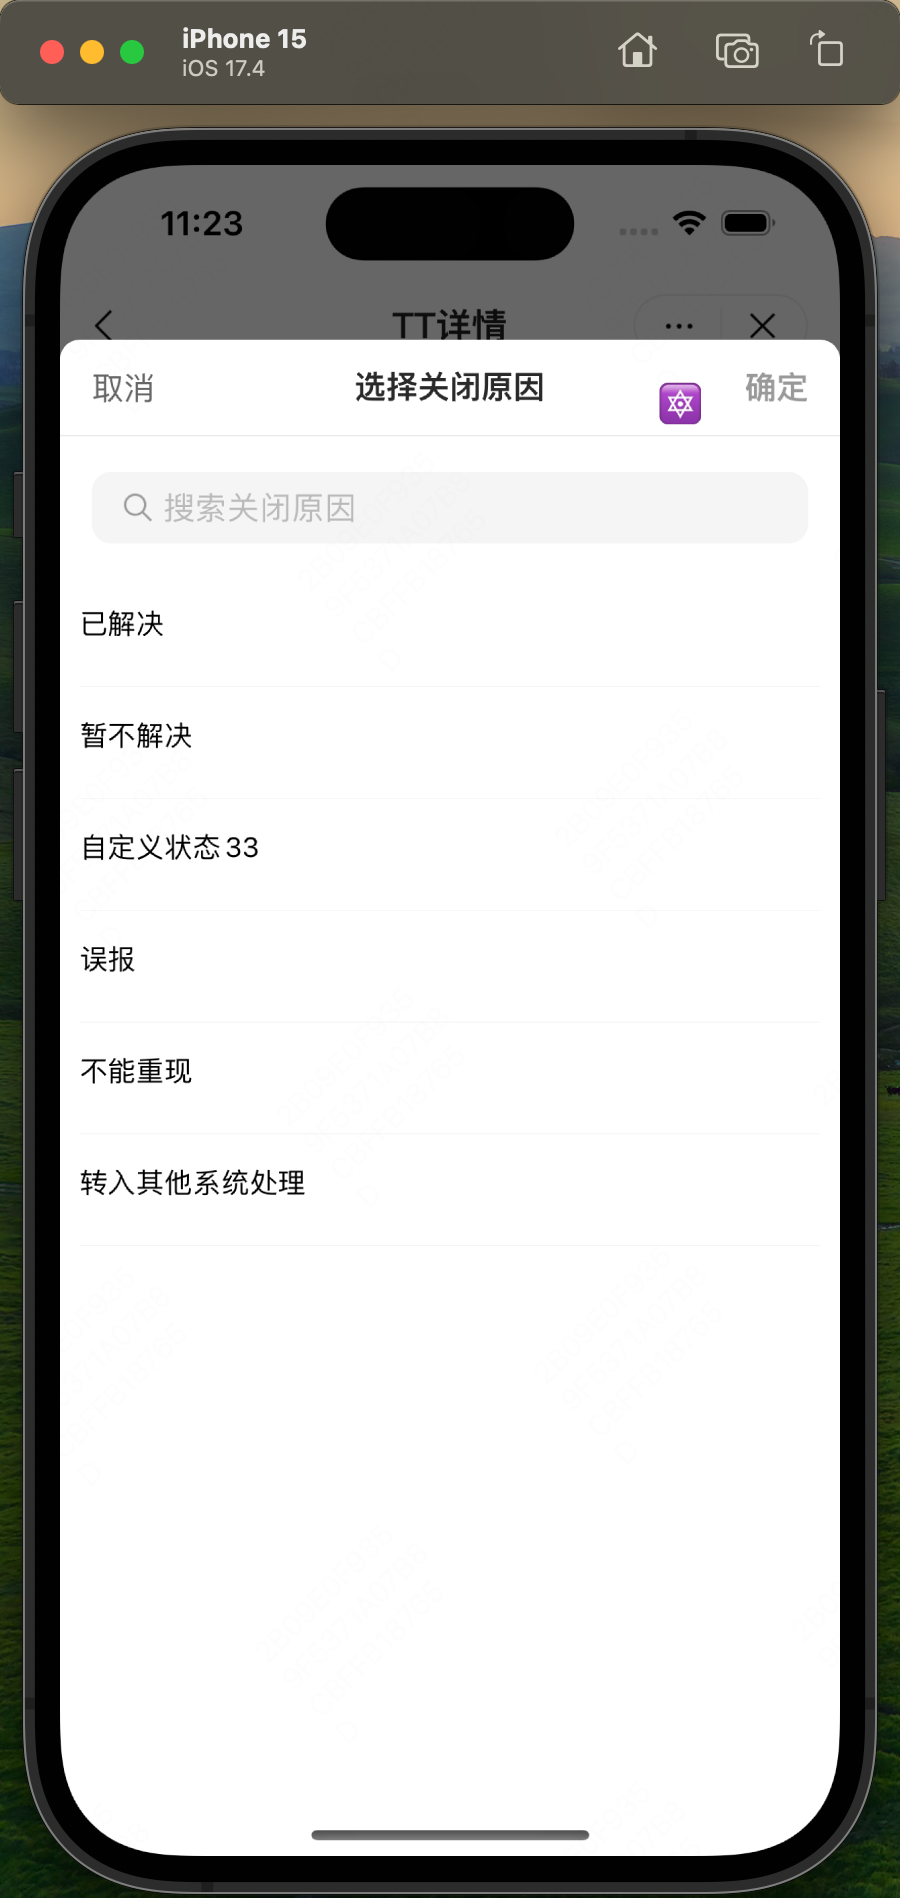 iPhone 15
iOS 17.4
11:23
TT详情
取消
选择关闭原因
确定
搜索关闭原因
已解决
暂不解决
自定义状态33
误报
不能重现
转入其他系统处理